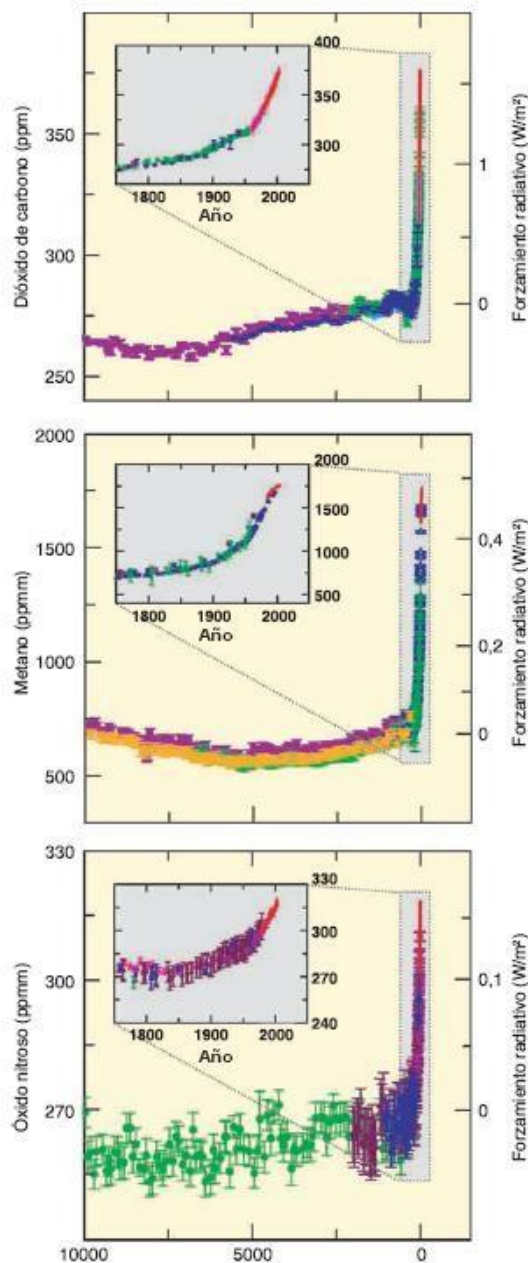 400
350
300
1800 1900 2000
Año
350
300
250
Dióxido de carbono (ppm)
1
0
Forzamiento radiativo (W/m²)
2000
1500
1000
500
1800 1900 2000
Año
2000
1500
1000
500
Metano (ppmm)
0,4
0,2
0
Forzamiento radiativo (W/m²)
330
300
270
240
1800 1900 2000
Año
330
300
270
Óxido nitroso (ppmm)
0,1
0
Forzamiento radiativo (W/m²)
10000 5000 0